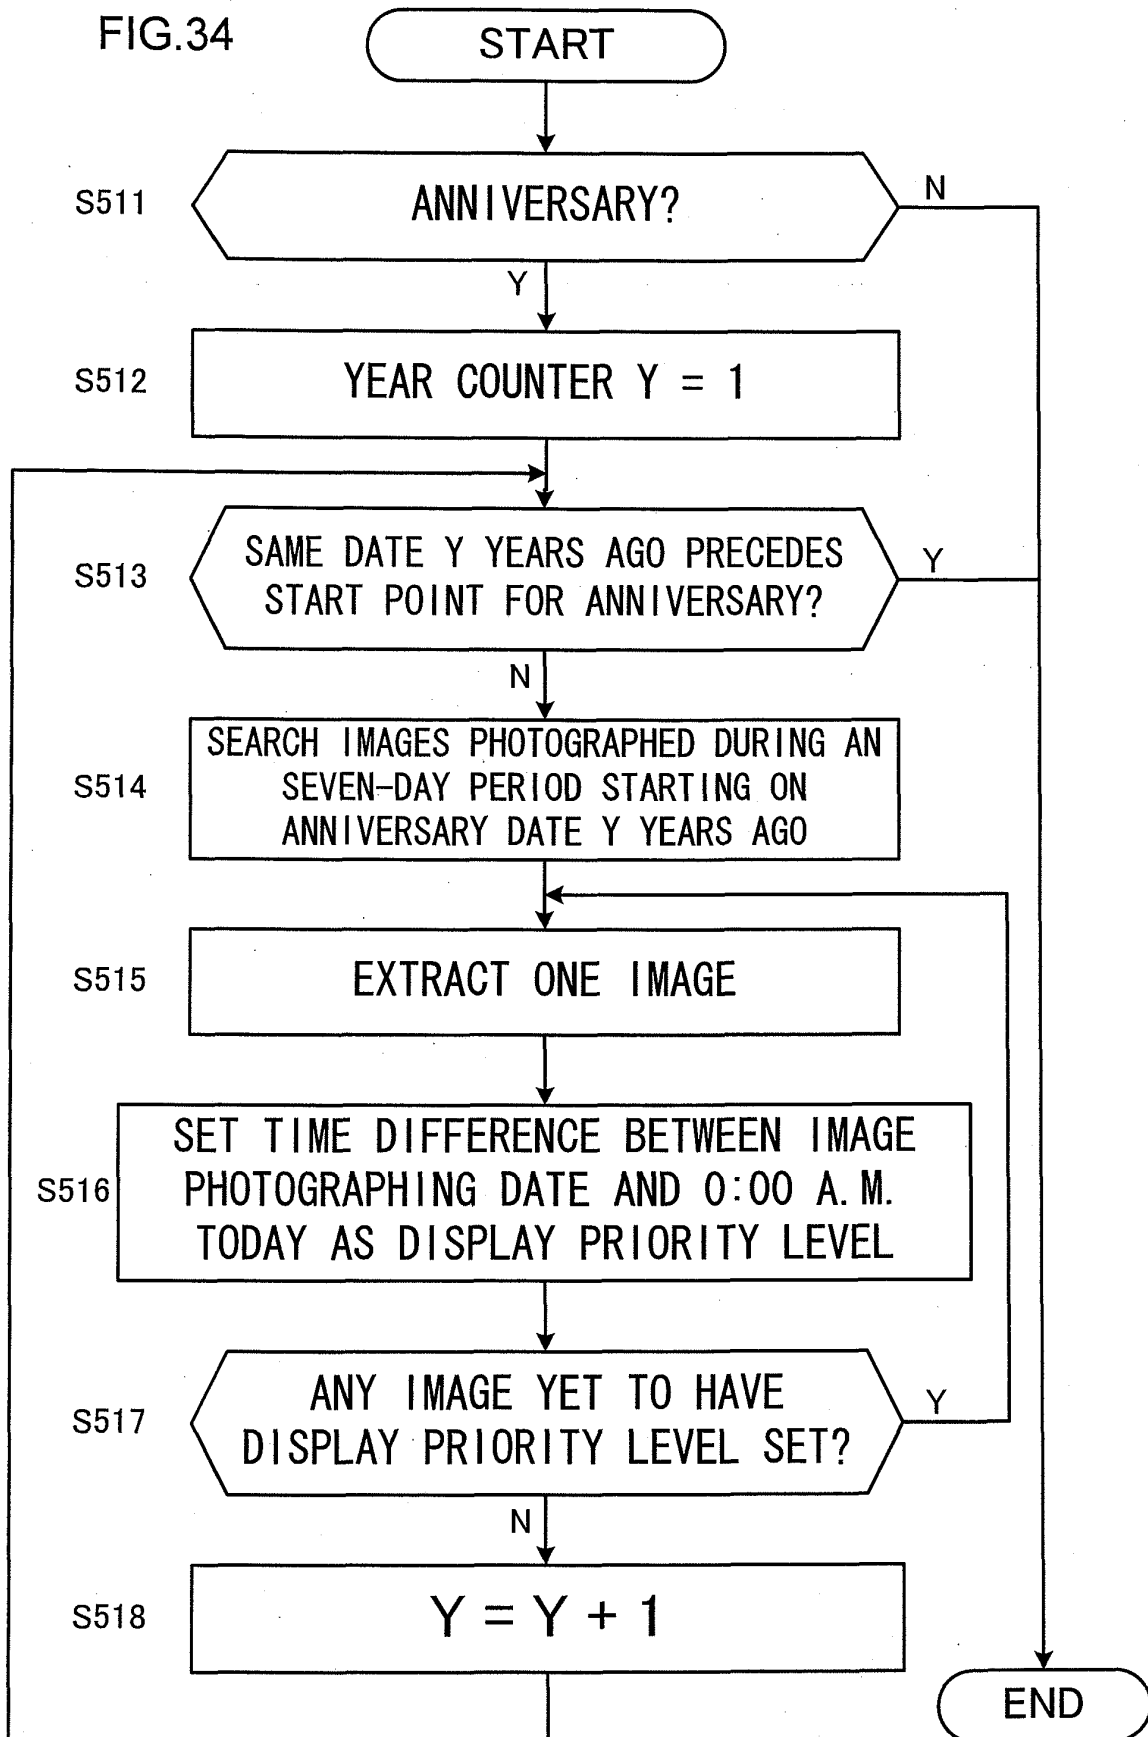 FIG.34
START
S511
ANNIVERSARY?
N
Y
S512
YEAR COUNTER Y = 1
S513
SAME DATE Y YEARS AGO PRECEDES
START POINT FOR ANNIVERSARY?
Y
N
S514
SEARCH IMAGES PHOTOGRAPHED DURING AN
SEVEN-DAY PERIOD STARTING ON
ANNIVERSARY DATE Y YEARS AGO
S515
EXTRACT ONE IMAGE
S516
SET TIME DIFFERENCE BETWEEN IMAGE
PHOTOGRAPHING DATE AND 0:00 A.M.
TODAY AS DISPLAY PRIORITY LEVEL
S517
ANY IMAGE YET TO HAVE
DISPLAY PRIORITY LEVEL SET?
Y
N
S518
Y = Y + 1
END